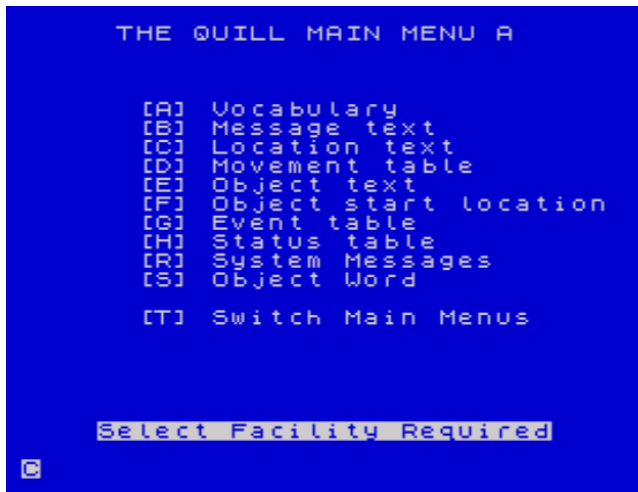 THE QUILL MAIN MENU A
[A] Vocabulary
[B] Message text
[C] Location text
[D] Movement table
[E] Object text
[F] Object start location
[G] Event table
[H] Status table
[R] System Messages
[S] Object Word
[T] Switch Main Menus
Select Facility Required
C